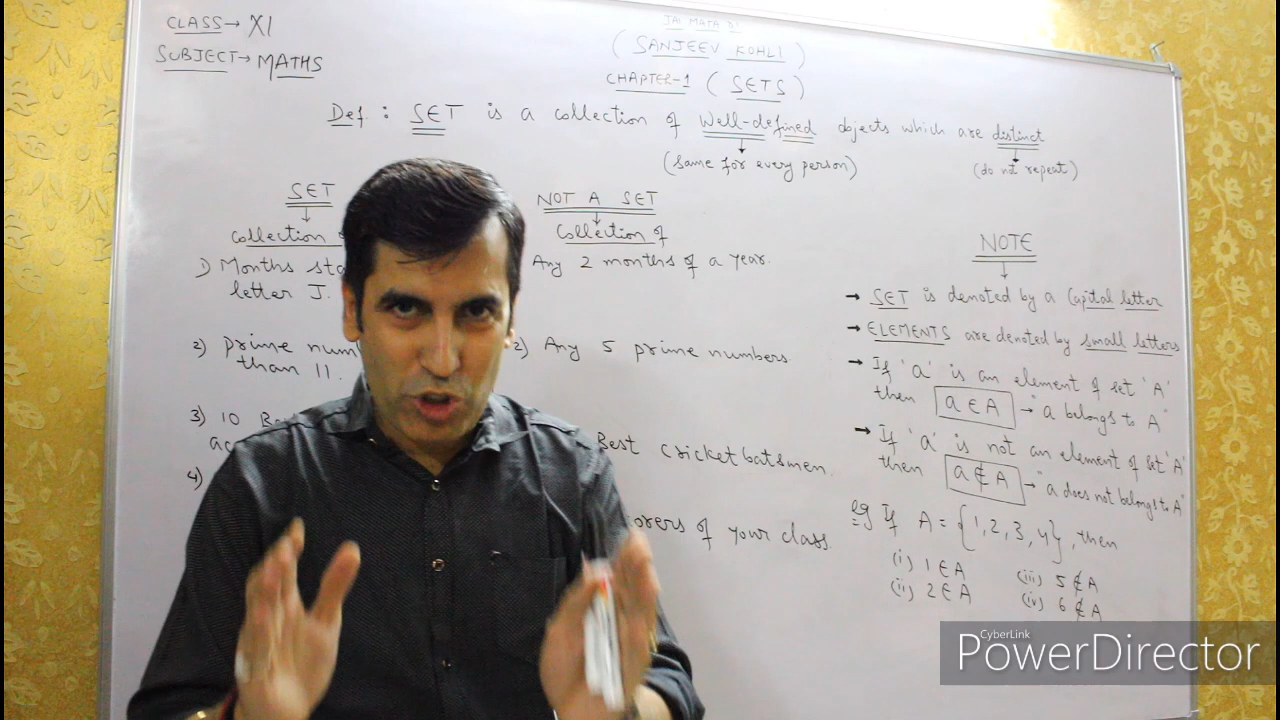 CLASS→ XI
SUBJECT→ MATHS
JAI MATA DI
(SANJEEV KOHLI)
CHAPTER-1 (SETS)
Def : SET is a collection of Well-defined objects which are distinct
(same for every person)
(do not repeat)
SET
collection
1) Months sta
letter J.
2) prime num
than 11.
3) 10
4)
NOT A SET
collection of
Any 2 months of a year.
2) Any 5 prime numbers
Best cricket batsmen.
orers of your class.
NOTE
→ SET is denoted by a Capital letter
→ ELEMENTS are denoted by small letters
→ If 'a' is an element of set 'A'
then a ∈ A → "a belongs to A"
→ If 'a' is not an element of set 'A'
then a ∉ A → "a does not belongs to A"
eg If A = {1,2,3,4}, then
(i) 1 ∈ A (iii) 5 ∉ A
(ii) 2 ∈ A (iv) 6 ∉ A
CyberLink
PowerDirector